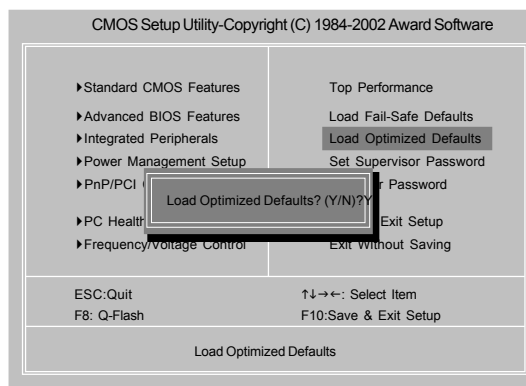 CMOS Setup Utility-Copyright (C) 1984-2002 Award Software
▶Standard CMOS Features
▶Advanced BIOS Features
▶Integrated Peripherals
▶Power Management Setup
▶PnP/PCI
▶PC Health
▶Frequency/Voltage Control
Top Performance
Load Fail-Safe Defaults
Load Optimized Defaults
Set Supervisor Password
Password
Exit Setup
Exit Without Saving
Load Optimized Defaults? (Y/N)?Y
ESC:Quit
↑↓→←: Select Item
F8: Q-Flash
F10:Save & Exit Setup
Load Optimized Defaults